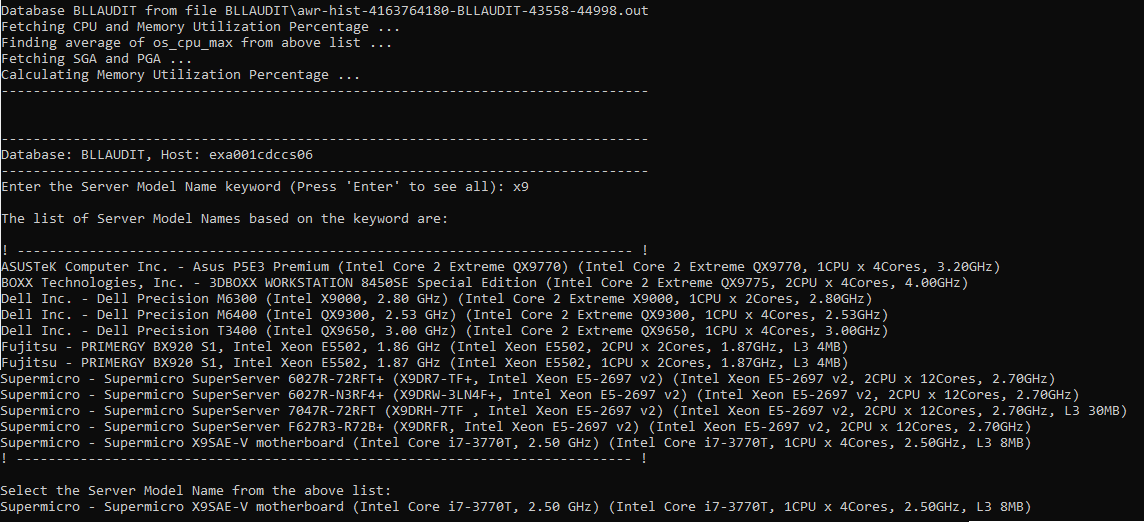 Database BLLAUDIT from file BLLAUDIT\awr-hist-4163764180-BLLAUDIT-43558-44998.out
Fetching CPU and Memory Utilization Percentage ...
Finding average of os_cpu_max from above list ...
Fetching SGA and PGA ...
Calculating Memory Utilization Percentage ...
---------------------------------------------------------------------------------
---------------------------------------------------------------------------------
Database: BLLAUDIT, Host: exa001cdccs06
---------------------------------------------------------------------------------
Enter the Server Model Name keyword (Press 'Enter' to see all): x9
The list of Server Model Names based on the keyword are:
! ----------------------------------------------------------------------------- !
ASUSTeK Computer Inc. - Asus P5E3 Premium (Intel Core 2 Extreme QX9770) (Intel Core 2 Extreme QX9770, 1CPU x 4Cores, 3.20GHz)
BOXX Technologies, Inc. - 3DBOXX WORKSTATION 8450SE Special Edition (Intel Core 2 Extreme QX9775, 2CPU x 4Cores, 4.00GHz)
Dell Inc. - Dell Precision M6300 (Intel X9000, 2.80 GHz) (Intel Core 2 Extreme X9000, 1CPU x 2Cores, 2.80GHz)
Dell Inc. - Dell Precision M6400 (Intel QX9300, 2.53 GHz) (Intel Core 2 Extreme QX9300, 1CPU x 4Cores, 2.53GHz)
Dell Inc. - Dell Precision T3400 (Intel QX9650, 3.00 GHz) (Intel Core 2 Extreme QX9650, 1CPU x 4Cores, 3.00GHz)
Fujitsu - PRIMERGY BX920 S1, Intel Xeon E5502, 1.86 GHz (Intel Xeon E5502, 2CPU x 2Cores, 1.87GHz, L3 4MB)
Fujitsu - PRIMERGY BX920 S1, Intel Xeon E5502, 1.87 GHz (Intel Xeon E5502, 1CPU x 2Cores, 1.87GHz, L3 4MB)
Supermicro - Supermicro SuperServer 6027R-72RFT+ (X9DR7-TF+, Intel Xeon E5-2697 v2) (Intel Xeon E5-2697 v2, 2CPU x 12Cores, 2.70GHz)
Supermicro - Supermicro SuperServer 6027R-N3RF4+ (X9DRW-3LN4F+, Intel Xeon E5-2697 v2) (Intel Xeon E5-2697 v2, 2CPU x 12Cores, 2.70GHz)
Supermicro - Supermicro SuperServer 7047R-72RFT (X9DRH-7TF , Intel Xeon E5-2697 v2) (Intel Xeon E5-2697 v2, 2CPU x 12Cores, 2.70GHz, L3 30MB)
Supermicro - Supermicro SuperServer F627R3-R72B+ (X9DRFR, Intel Xeon E5-2697 v2) (Intel Xeon E5-2697 v2, 2CPU x 12Cores, 2.70GHz)
Supermicro - Supermicro X9SAE-V motherboard (Intel Core i7-3770T, 2.50 GHz) (Intel Core i7-3770T, 1CPU x 4Cores, 2.50GHz, L3 8MB)
! ----------------------------------------------------------------------------- !
Select the Server Model Name from the above list:
Supermicro - Supermicro X9SAE-V motherboard (Intel Core i7-3770T, 2.50 GHz) (Intel Core i7-3770T, 1CPU x 4Cores, 2.50GHz, L3 8MB)